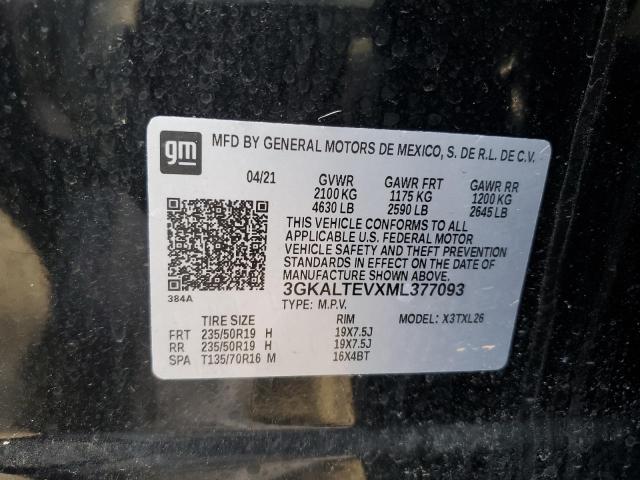 gm
MFD BY GENERAL MOTORS DE MEXICO, S. DE R.L. DE C.V.
04/21 GVWR GAWR FRT GAWR RR
2100 KG 1175 KG 1200 KG
4630 LB 2590 LB 2645 LB
THIS VEHICLE CONFORMS TO ALL
APPLICABLE U.S. FEDERAL MOTOR
VEHICLE SAFETY AND THEFT PREVENTION
STANDARDS IN EFFECT ON THE DATE OF
MANUFACTURE SHOWN ABOVE.
384A
3GKALTEVXML377093
TYPE: M.P.V. MODEL: X3TXL26
TIRE SIZE RIM
FRT 235/50R19 H 19X7.5J
RR 235/50R19 H 19X7.5J
SPA T135/70R16 M 16X4BT